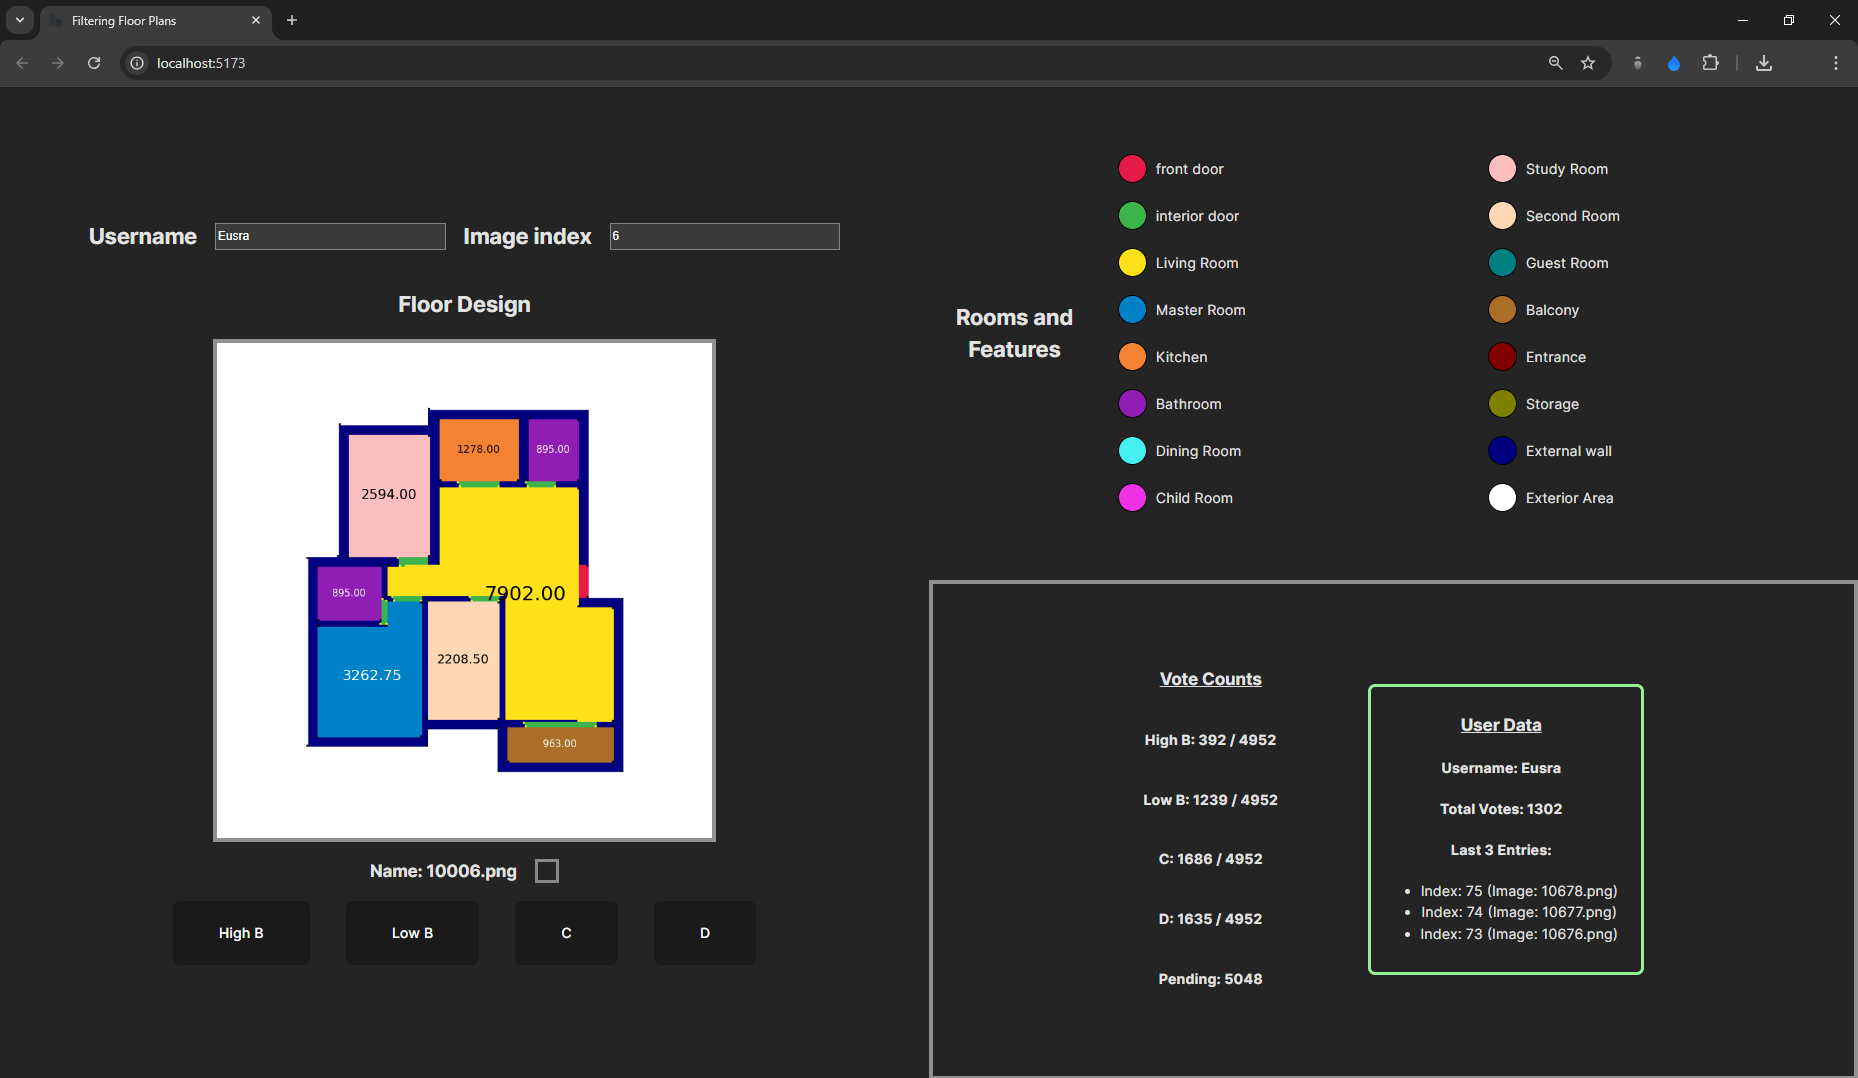 Filtering Floor Plans
localhost:5173
Username
Eusra
Image index
6
Floor Design
1278.00
895.00
2594.00
895.00
7902.00
2208.50
3262.75
963.00
Name: 10006.png
High B
Low B
C
D
Rooms and
Features
front door
interior door
Living Room
Master Room
Kitchen
Bathroom
Dining Room
Child Room
Study Room
Second Room
Guest Room
Balcony
Entrance
Storage
External wall
Exterior Area
Vote Counts
High B: 392 / 4952
Low B: 1239 / 4952
C: 1686 / 4952
D: 1635 / 4952
Pending: 5048
User Data
Username: Eusra
Total Votes: 1302
Last 3 Entries:
• Index: 75 (Image: 10678.png)
• Index: 74 (Image: 10677.png)
• Index: 73 (Image: 10676.png)